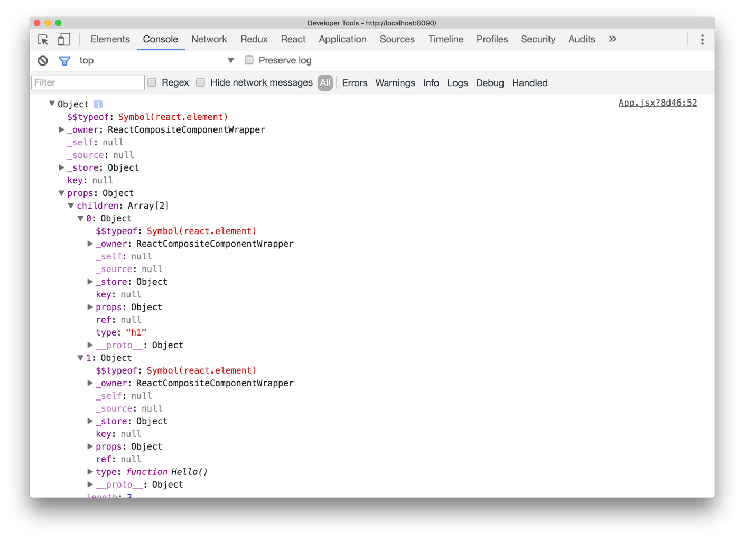 Developer Tools - http://localhost:8090/
Elements Console Network Redux React Application Sources Timeline Profiles Security Audits »
top Preserve log
Filter Regex Hide network messages All Errors Warnings Info Logs Debug Handled
Object i App.jsx?8d46:52
$$typeof: Symbol(react.element)
_owner: ReactCompositeComponentWrapper
_self: null
_source: null
_store: Object
key: null
props: Object
children: Array[2]
0: Object
$$typeof: Symbol(react.element)
_owner: ReactCompositeComponentWrapper
_self: null
_source: null
_store: Object
key: null
props: Object
ref: null
type: "h1"
__proto__: Object
1: Object
$$typeof: Symbol(react.element)
_owner: ReactCompositeComponentWrapper
_self: null
_source: null
_store: Object
key: null
props: Object
ref: null
type: function Hello()
__proto__: Object
length: 2